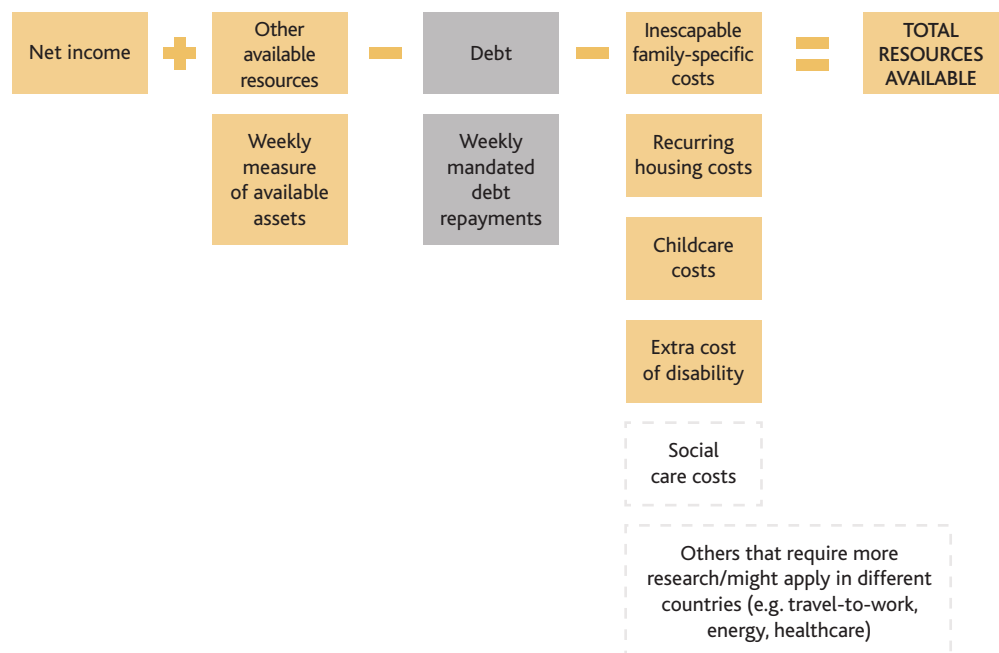 Net income
Other
available
resources
Debt
Inescapable
family-specific
costs
TOTAL
RESOURCES
AVAILABLE
Weekly
measure
of available
assets
Weekly
mandated
debt
repayments
Recurring
housing costs
Childcare
costs
Extra cost
of disability
Social
care costs
Others that require more
research/might apply in different
countries (e.g. travel-to-work,
energy, healthcare)